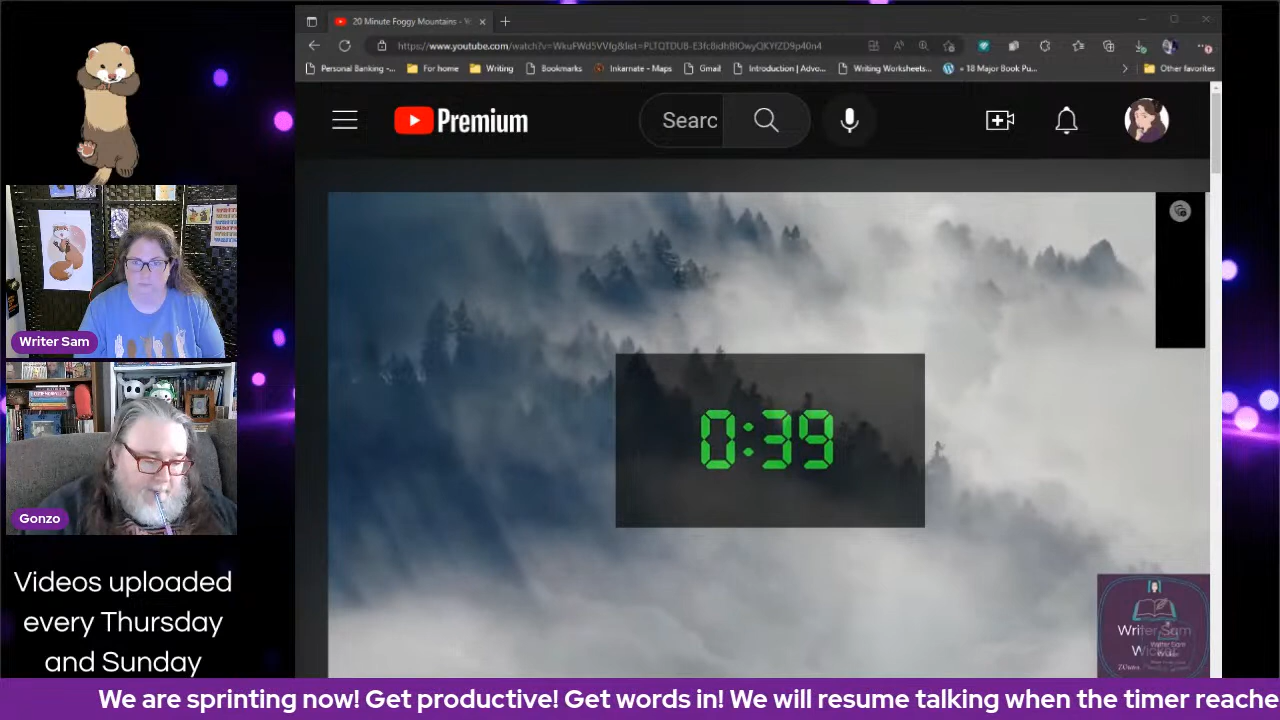 20 Minute Foggy Mountains - W
https://www.youtube.com/watch?v=WkuFWd5VVfg&list=PLTQTDU8-E3fc8idhBIOwyQKYfZD9p40n4
Personal Banking -... For home Writing Bookmarks Inkarnate - Maps Gmail Introduction | Advo... Writing Worksheets... » 18 Major Book Pu... Other favorites
Premium
Searc
0:39
Writer Sam
Gonzo
Videos uploaded
every Thursday
and Sunday
We are sprinting now! Get productive! Get words in! We will resume talking when the timer reache